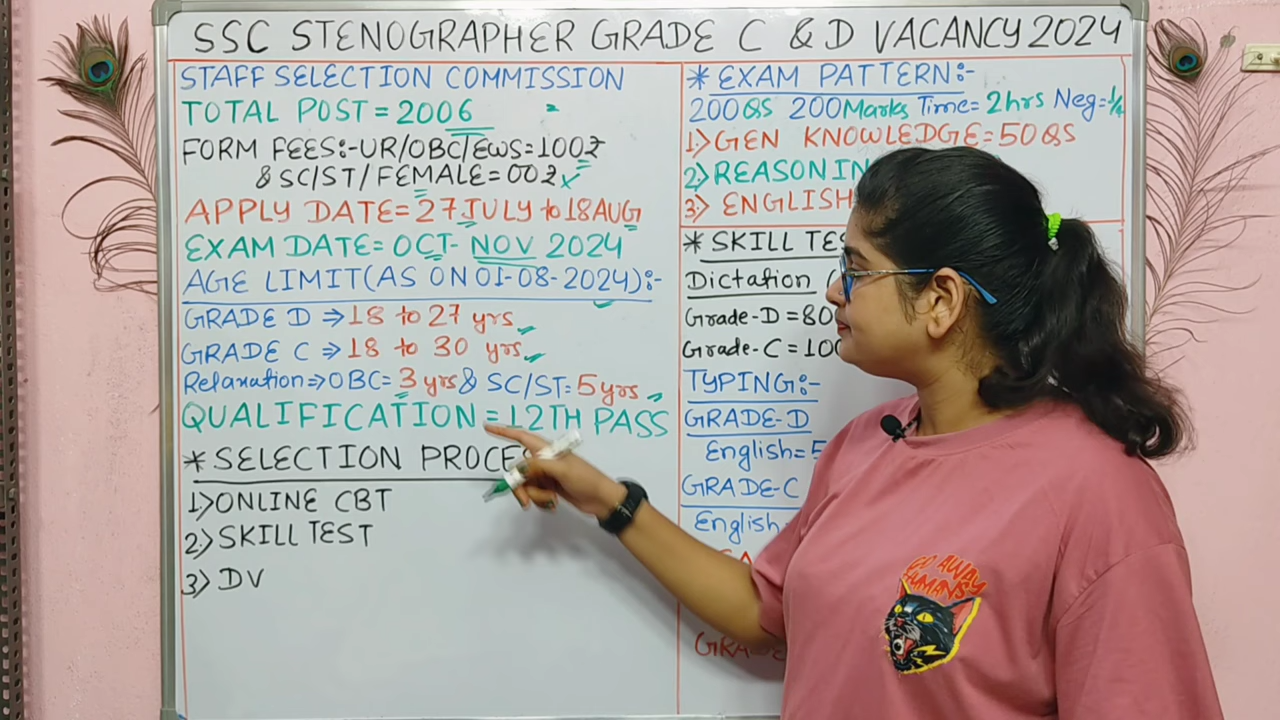 SSC STENOGRAPHER GRADE C & D VACANCY 2024
STAFF SELECTION COMMISSION
TOTAL POST = 2006
FORM FEES:-UR/OBC/EWS=100₹
& SC/ST/FEMALE=00₹
APPLY DATE=27 JULY to 18 AUG
EXAM DATE= OCT- NOV 2024
AGE LIMIT(AS ON 01-08-2024):-
GRADE D ⇒ 18 to 27 yrs
GRADE C ⇒ 18 to 30 yrs
Relaxation=>OBC= 3 yrs & SC/ST= 5 yrs
QUALIFICATION = 12TH PASS
* SELECTION PROCE
1.) ONLINE CBT
2.) SKILL TEST
3.) DV
* EXAM PATTERN:-
200 QS 200 Marks Time= 2hrs Neg=1/4
1.) GEN KNOWLEDGE=50QS
2.) REASONIN
3.) ENGLISH
* SKILL TES
Dictation (
Grade-D = 80
Grade-C = 100
TYPING:-
GRADE-D
English= 5
GRADE-C
English=
GO AWAY
HUMANS